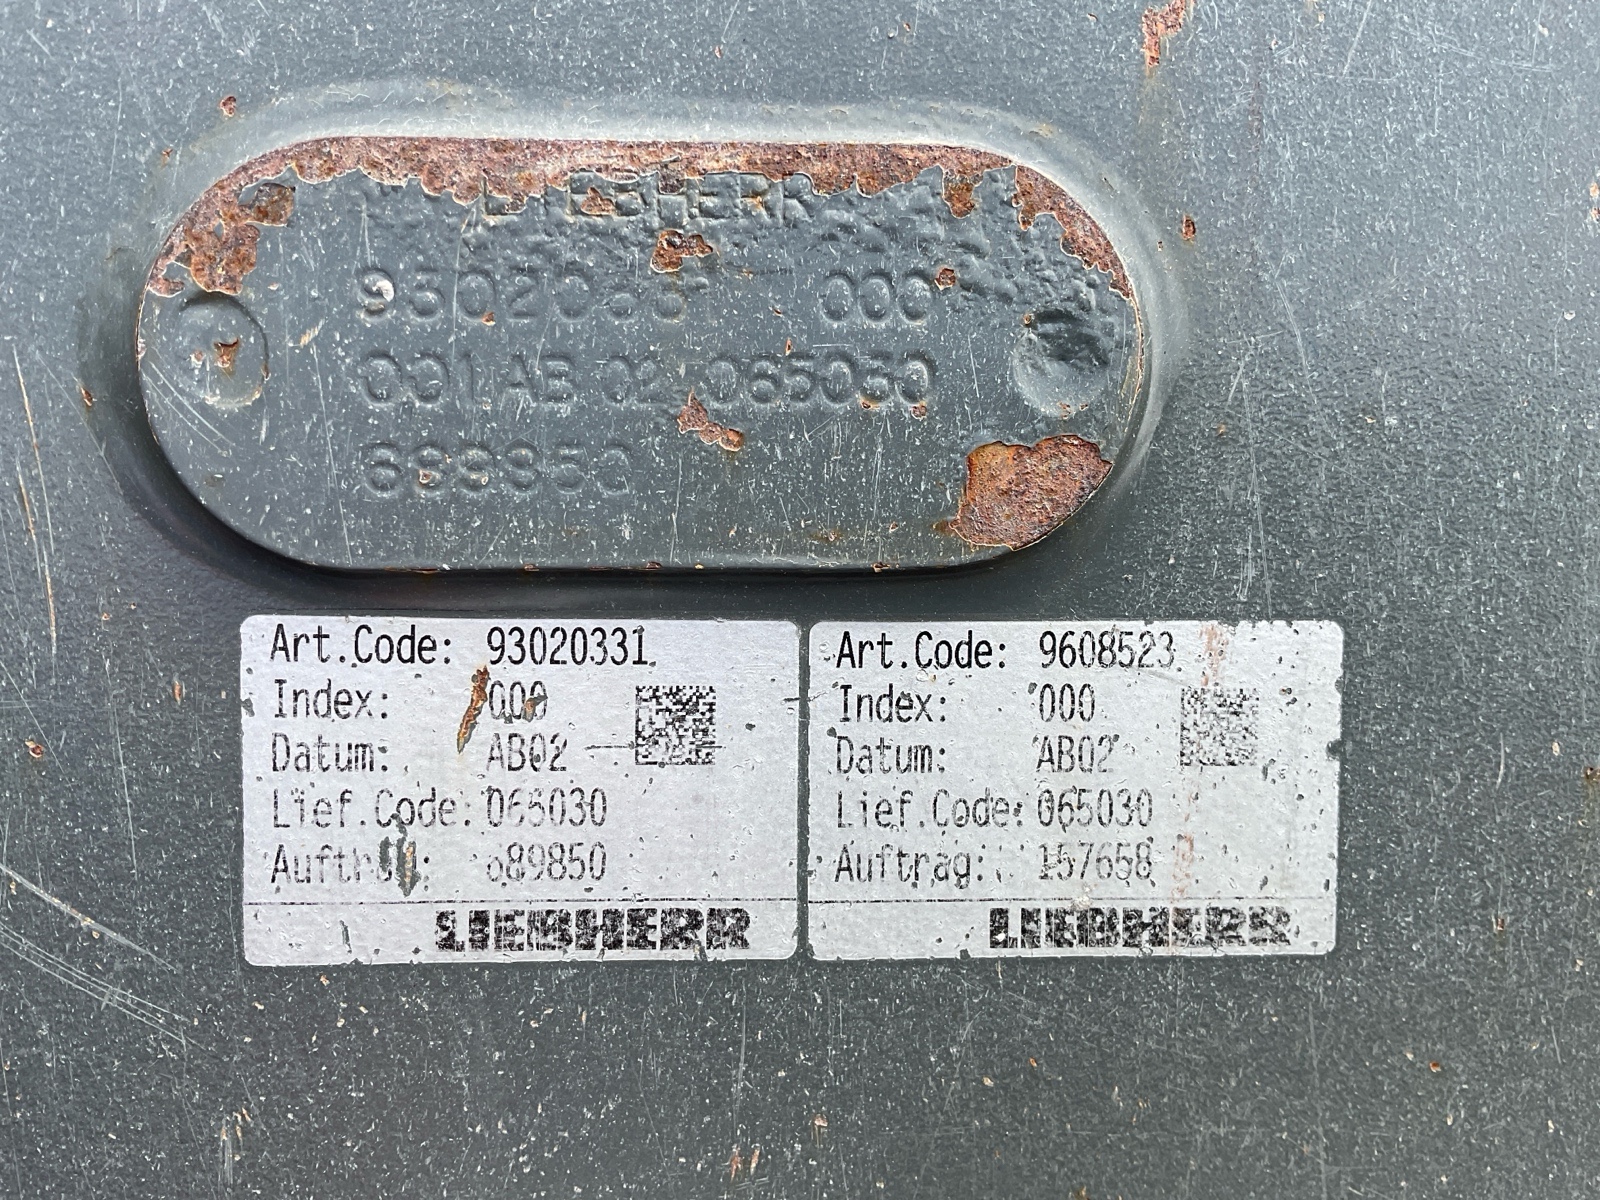 LIEBHERR
000
001 AB 02 065030
Art.Code: 93020331
Index: 000
Datum: AB02
Lief.Code: 065030
689850
LIEBHERR
Art.Code: 9608523
Index: 000
Datum: AB02
Lief.Code: 065030
Auftrag: 157658
LIEBHERR